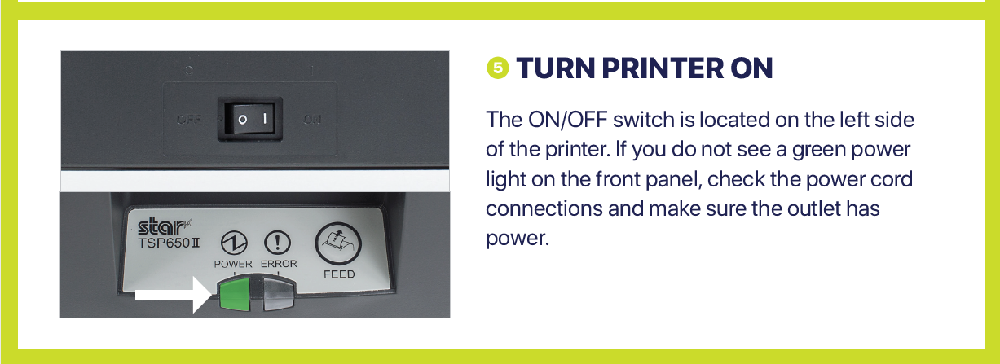 5 TURN PRINTER ON
The ON/OFF switch is located on the left side
of the printer. If you do not see a green power
light on the front panel, check the power cord
connections and make sure the outlet has
power.
OFF O I ON
star
TSP650II
POWER ERROR
FEED